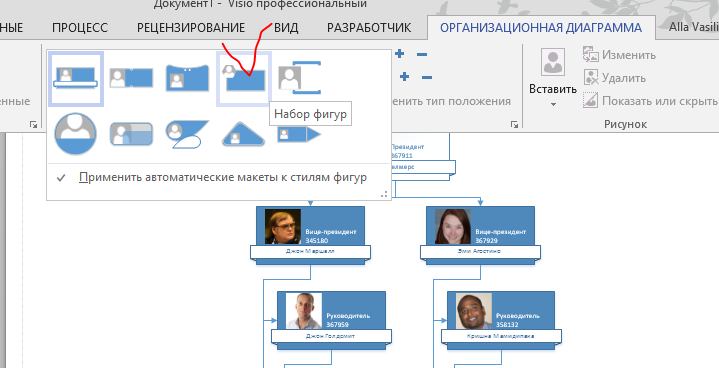 Документ1 - Visio профессиональный
НЫЕ ПРОЦЕСС РЕЦЕНЗИРОВАНИЕ ВИД РАЗРАБОТЧИК ОРГАНИЗАЦИОННАЯ ДИАГРАММА Alla Vasili
Изменить
Удалить
Вставить
Показать или скрыть
енные
Набор фигур
енить тип положения
Рисунок
Применить автоматические макеты к стилям фигур
Президент
367911
Вице-президент
345180
Джон Маршалл
Вице-президент
367929
Эми Агостино
Руководитель
367959
Джон Голдсмит
Руководитель
358132
Кришна Мамидипака